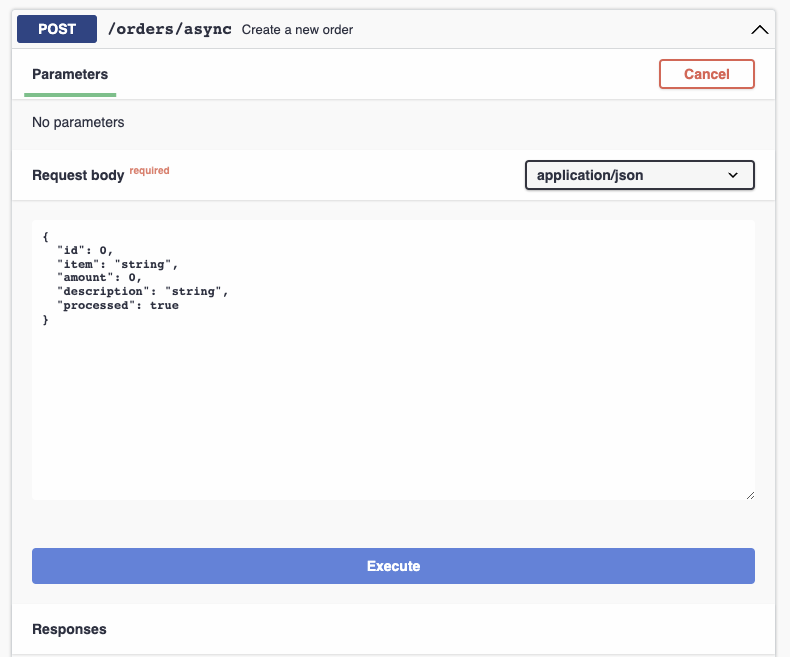 POST /orders/async Create a new order
Parameters
Cancel
No parameters
Request body required
application/json
{
  "id": 0,
  "item": "string",
  "amount": 0,
  "description": "string",
  "processed": true
}
Execute
Responses